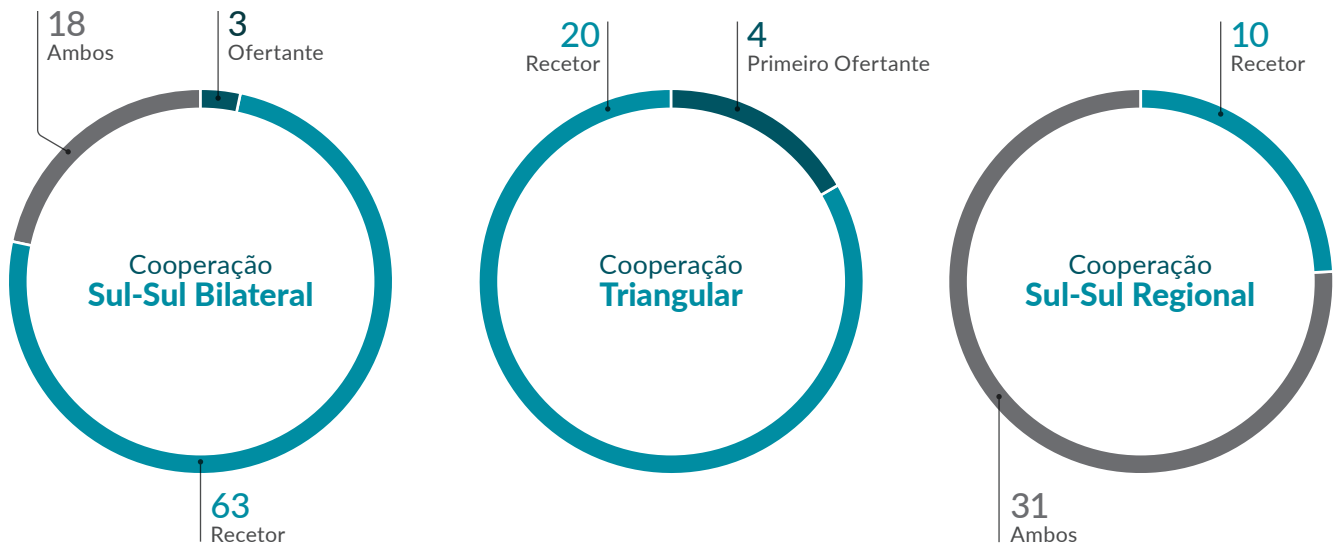 18
Ambos
3
Ofertante
Cooperação
Sul-Sul Bilateral
63
Recetor
20
Recetor
4
Primeiro Ofertante
Cooperação
Triangular
10
Recetor
Cooperação
Sul-Sul Regional
31
Ambos